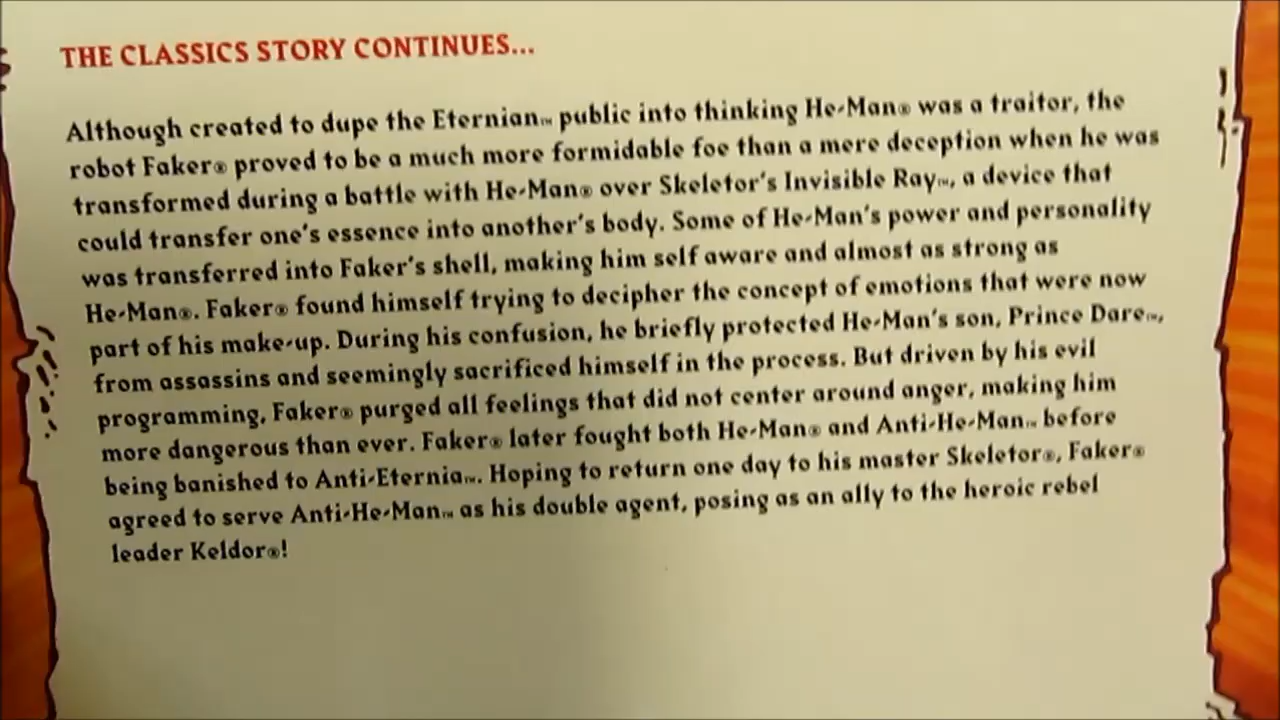 THE CLASSICS STORY CONTINUES...
Although created to dupe the Eternian™ public into thinking He-Man® was a traitor, the
robot Faker® proved to be a much more formidable foe than a mere deception when he was
transformed during a battle with He-Man® over Skeletor's Invisible Ray™, a device that
could transfer one's essence into another's body. Some of He-Man's power and personality
was transferred into Faker's shell, making him self aware and almost as strong as
He-Man®. Faker® found himself trying to decipher the concept of emotions that were now
part of his make-up. During his confusion, he briefly protected He-Man's son, Prince Dare™,
from assassins and seemingly sacrificed himself in the process. But driven by his evil
programming, Faker® purged all feelings that did not center around anger, making him
more dangerous than ever. Faker® later fought both He-Man® and Anti-He-Man™ before
being banished to Anti-Eternia™. Hoping to return one day to his master Skeletor®, Faker®
agreed to serve Anti-He-Man™ as his double agent, posing as an ally to the heroic rebel
leader Keldor®!